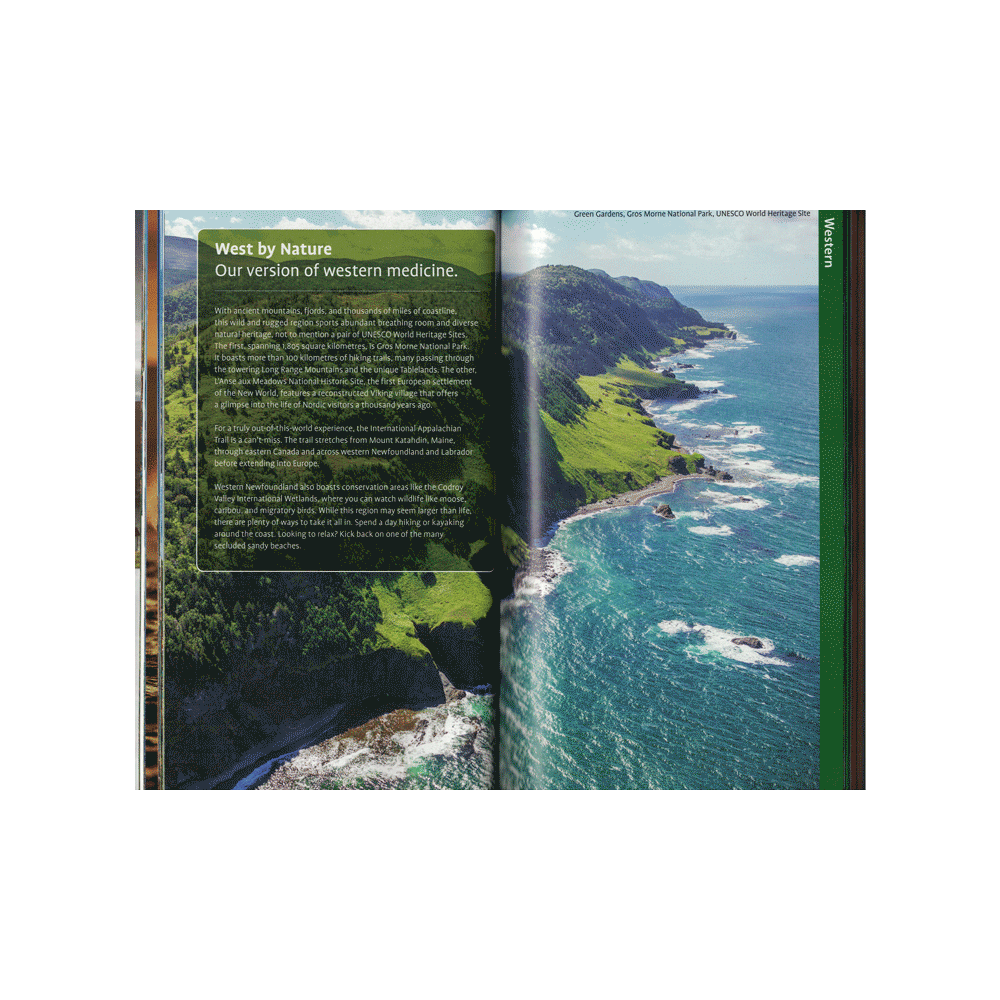 Green Gardens, Gros Morne National Park, UNESCO World Heritage Site
Western
West by Nature
Our version of western medicine.
With ancient mountains, fjords, and thousands of miles of coastline,
this wild and rugged region sports abundant breathing room and diverse
natural heritage, not to mention a pair of UNESCO World Heritage Sites.
The first, spanning 1,805 square kilometres, is Gros Morne National Park.
It boasts more than 100 kilometres of hiking trails, many passing through
the towering Long Range Mountains and the unique Tablelands. The other,
L'Anse aux Meadows National Historic Site, the first European settlement
of the New World, features a reconstructed Viking village that offers
a glimpse into the life of Nordic visitors a thousand years ago.
For a truly out-of-this-world experience, the International Appalachian
Trail is a can't-miss. The trail stretches from Mount Katahdin, Maine,
through eastern Canada and across western Newfoundland and Labrador
before extending into Europe.
Western Newfoundland also boasts conservation areas like the Codroy
Valley International Wetlands, where you can watch wildlife like moose,
caribou, and migratory birds. While this region may seem larger than life,
there are plenty of ways to take it all in. Spend a day hiking or kayaking
around the coast. Looking to relax? Kick back on one of the many
secluded sandy beaches.